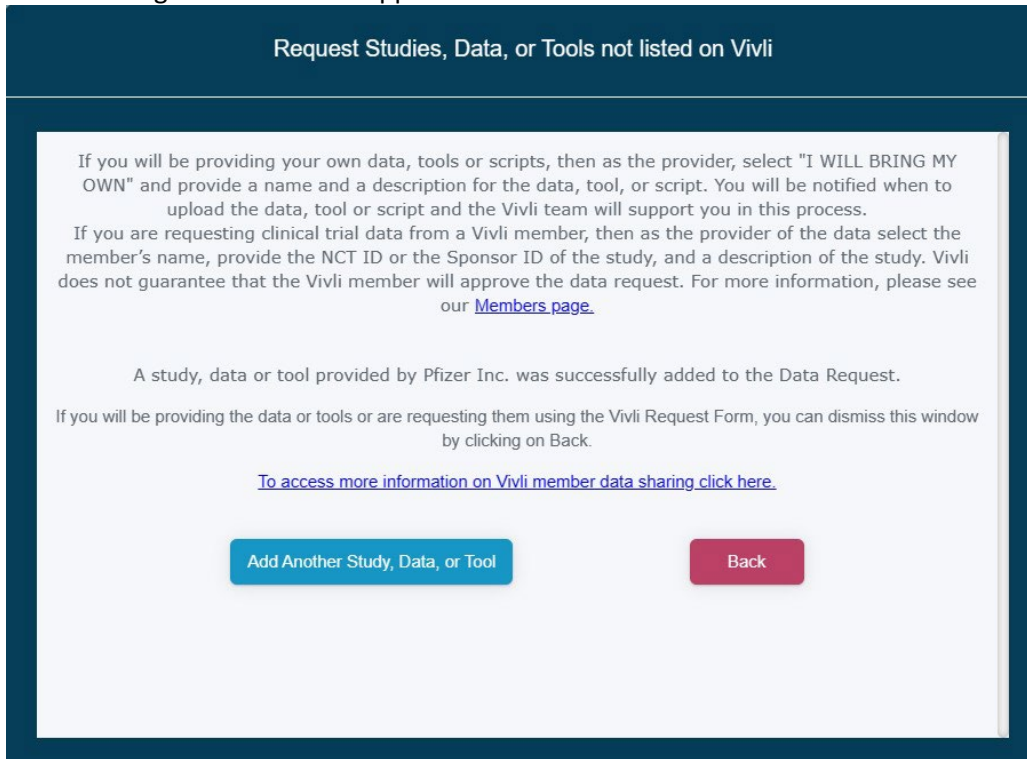 Request Studies, Data, or Tools not listed on Vivli
If you will be providing your own data, tools or scripts, then as the provider, select "I WILL BRING MY
OWN" and provide a name and a description for the data, tool, or script. You will be notified when to
upload the data, tool or script and the Vivli team will support you in this process.
If you are requesting clinical trial data from a Vivli member, then as the provider of the data select the
member’s name, provide the NCT ID or the Sponsor ID of the study, and a description of the study. Vivli
does not guarantee that the Vivli member will approve the data request. For more information, please see
our Members page.
A study, data or tool provided by Pfizer Inc. was successfully added to the Data Request.
If you will be providing the data or tools or are requesting them using the Vivli Request Form, you can dismiss this window
by clicking on Back.
To access more information on Vivli member data sharing click here.
Add Another Study, Data, or Tool
Back